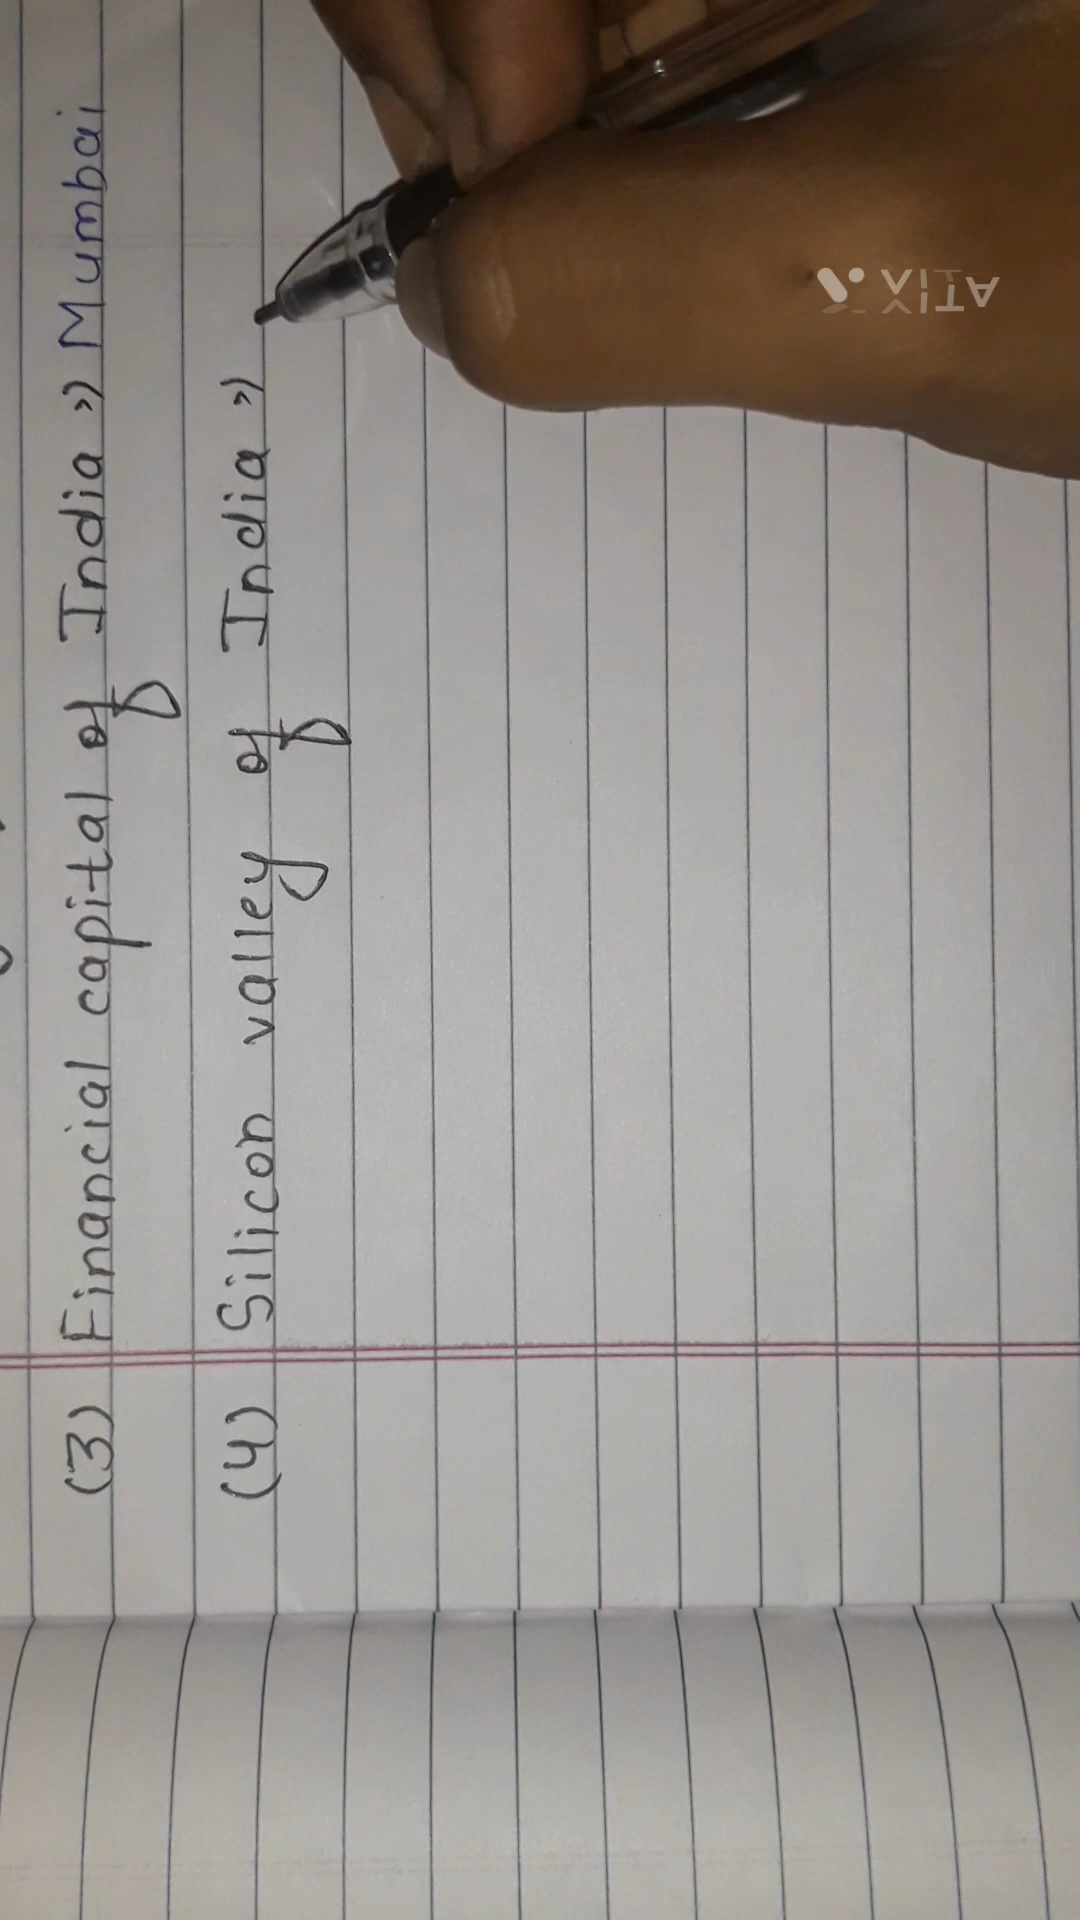 (3) Financial capital of India » Mumbai
(4) Silicon valley of India »